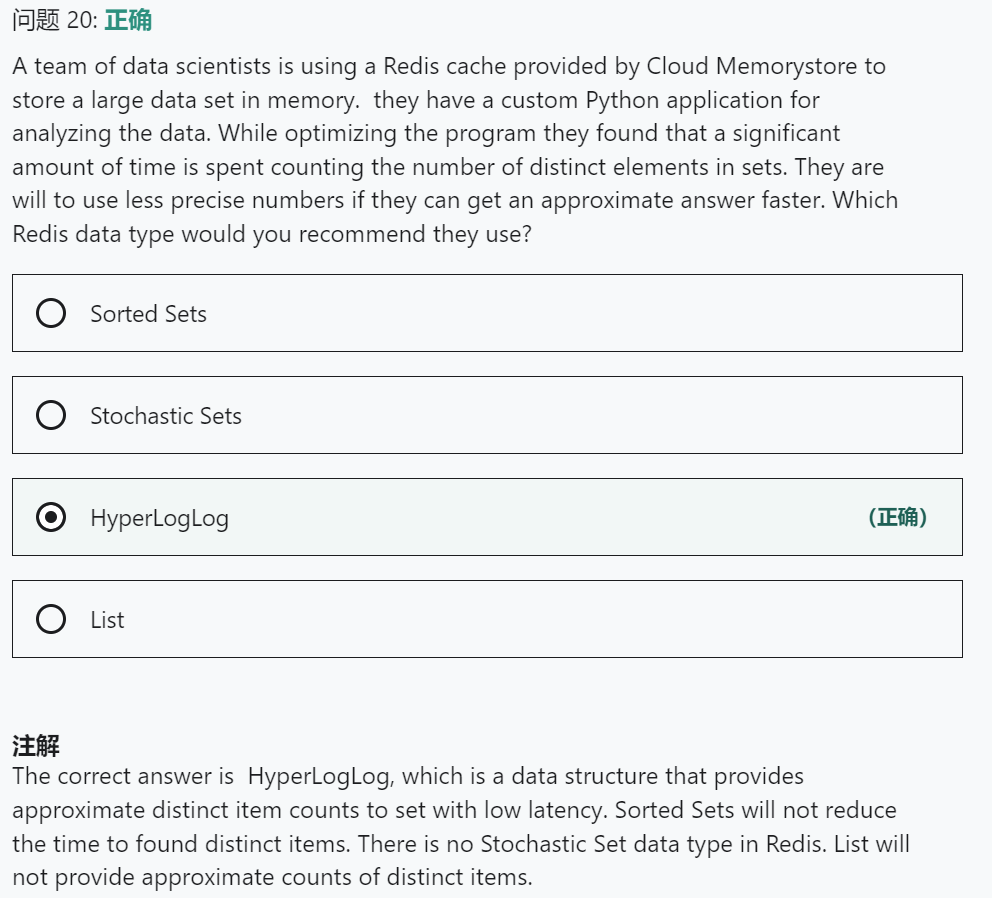 问题 20: 正确
A team of data scientists is using a Redis cache provided by Cloud Memorystore to
store a large data set in memory.  they have a custom Python application for
analyzing the data. While optimizing the program they found that a significant
amount of time is spent counting the number of distinct elements in sets. They are
will to use less precise numbers if they can get an approximate answer faster. Which
Redis data type would you recommend they use?
Sorted Sets
Stochastic Sets
HyperLogLog (正确)
List
注解
The correct answer is  HyperLogLog, which is a data structure that provides
approximate distinct item counts to set with low latency. Sorted Sets will not reduce
the time to found distinct items. There is no Stochastic Set data type in Redis. List will
not provide approximate counts of distinct items.